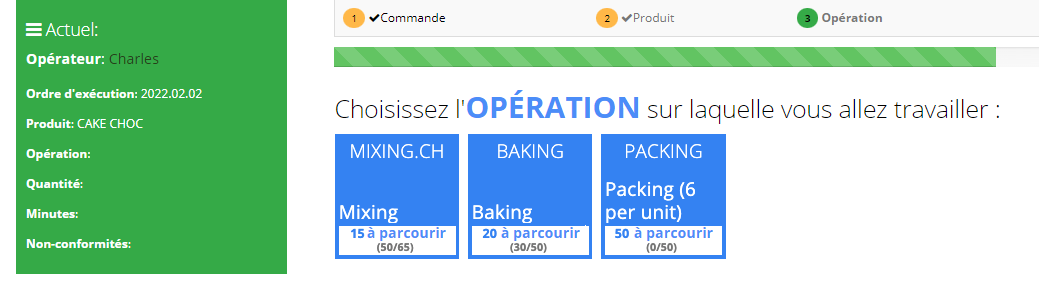 Actuel:
Opérateur: Charles
Ordre d'exécution: 2022.02.02
Produit: CAKE CHOC
Opération:
Quantité:
Minutes:
Non-conformités:
1 Commande
2 Produit
3 Opération
Choisissez l'OPÉRATION sur laquelle vous allez travailler :
MIXING.CH
Mixing
15 à parcourir
(50/65)
BAKING
Baking
20 à parcourir
(30/50)
PACKING
Packing (6
per unit)
50 à parcourir
(0/50)